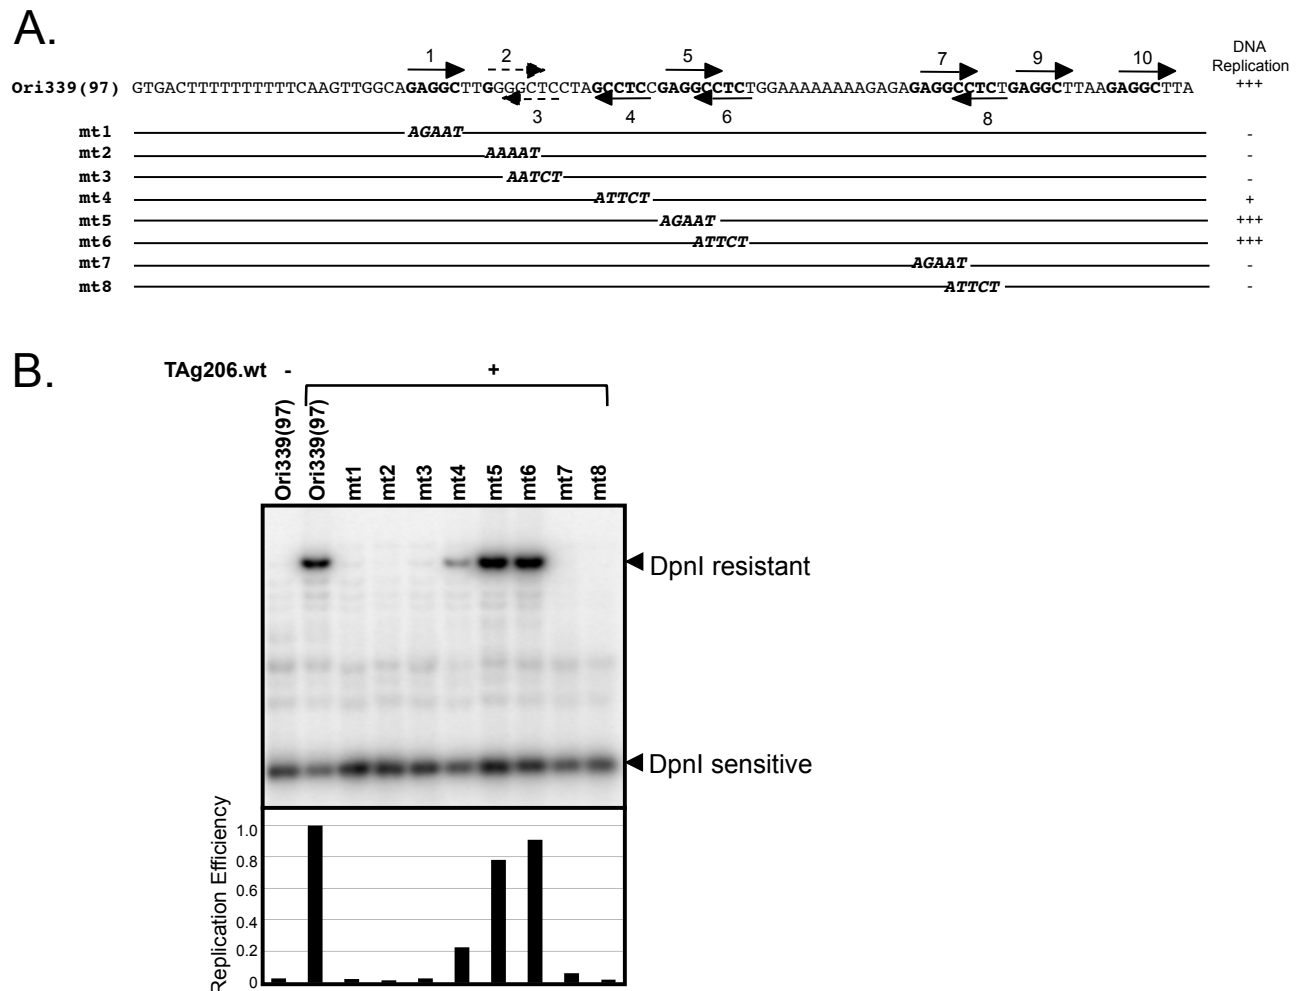 A.
1 2 5 7 9 10
DNA
Replication
Ori339(97) GTGACTTTTTTTTTTCAAGTTGGCAGAGGCTTGGGGCTCCTAGCCTCCGAGGCCTCTGGAAAAAAAAGAGAGAGGCCTCTGAGGCTTAAGAGGCTTA +++
3 4 6 8
mt1 AGAAT -
mt2 AAAAT -
mt3 AATCT -
mt4 ATTCT +
mt5 AGAAT +++
mt6 ATTCT +++
mt7 AGAAT -
mt8 ATTCT -
B.
TAg206.wt - +
Ori339(97) Ori339(97) mt1 mt2 mt3 mt4 mt5 mt6 mt7 mt8
DpnI resistant
DpnI sensitive
Replication Efficiency
1.0
0.8
0.6
0.4
0.2
0